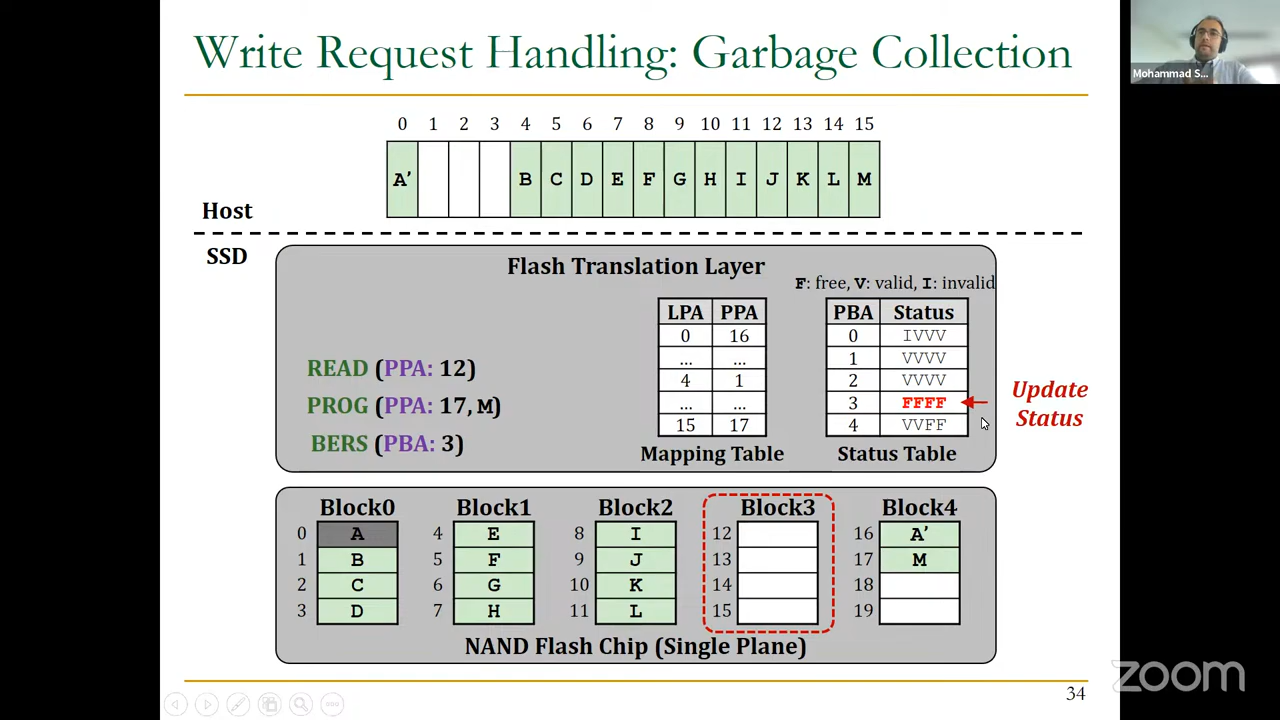 Write Request Handling: Garbage Collection
Mohammad S...
0 1 2 3 4 5 6 7 8 9 10 11 12 13 14 15
A' B C D E F G H I J K L M
Host
SSD
Flash Translation Layer
F: free, V: valid, I: invalid
LPA PPA
0 16
... ...
4 1
... ...
15 17
Mapping Table
PBA Status
0 IVVV
1 VVVV
2 VVVV
3 FFFF
4 VVFF
Status Table
Update
Status
READ (PPA: 12)
PROG (PPA: 17, M)
BERS (PBA: 3)
Block0 Block1 Block2 Block3 Block4
0 A 4 E 8 I 12 16 A'
1 B 5 F 9 J 13 17 M
2 C 6 G 10 K 14 18
3 D 7 H 11 L 15 19
NAND Flash Chip (Single Plane)
34
zoom